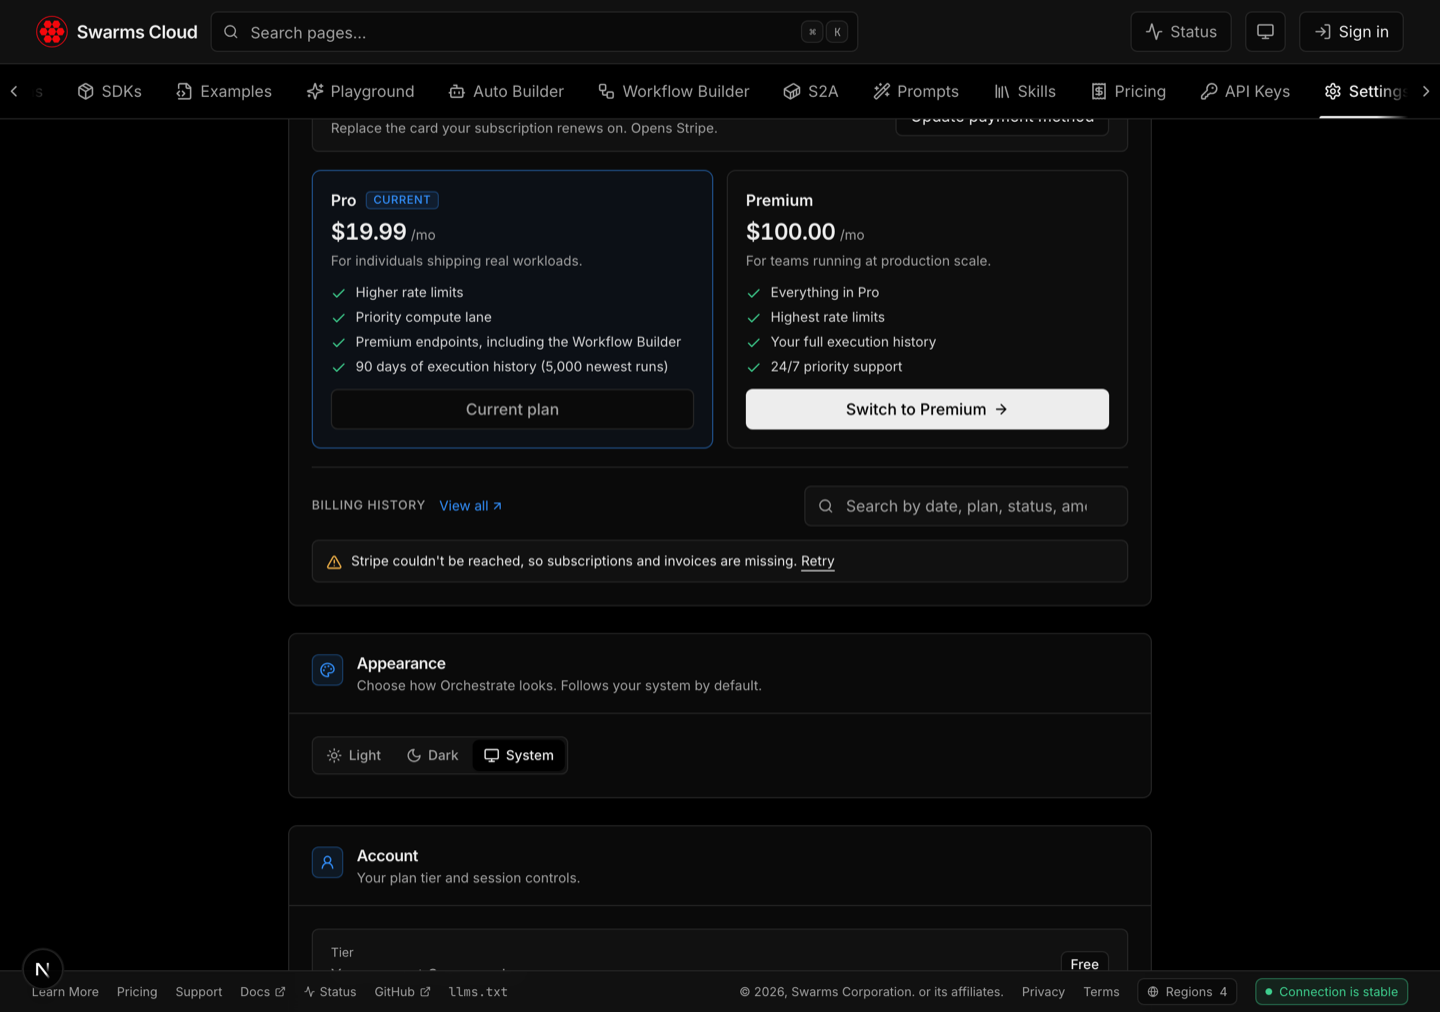 Swarms Cloud
Search pages...
⌘ K
Status
Sign in
SDKs
Examples
Playground
Auto Builder
Workflow Builder
S2A
Prompts
Skills
Pricing
API Keys
Settings
Replace the card your subscription renews on. Opens Stripe.
Update payment method
Pro CURRENT
$19.99 /mo
For individuals shipping real workloads.
Higher rate limits
Priority compute lane
Premium endpoints, including the Workflow Builder
90 days of execution history (5,000 newest runs)
Current plan
Premium
$100.00 /mo
For teams running at production scale.
Everything in Pro
Highest rate limits
Your full execution history
24/7 priority support
Switch to Premium →
BILLING HISTORY View all ↗
Search by date, plan, status, am
Stripe couldn't be reached, so subscriptions and invoices are missing. Retry
Appearance
Choose how Orchestrate looks. Follows your system by default.
Light
Dark
System
Account
Your plan tier and session controls.
Tier
Free
N
Learn More
Pricing
Support
Docs
Status
GitHub
llms.txt
© 2026, Swarms Corporation. or its affiliates.
Privacy
Terms
Regions 4
Connection is stable